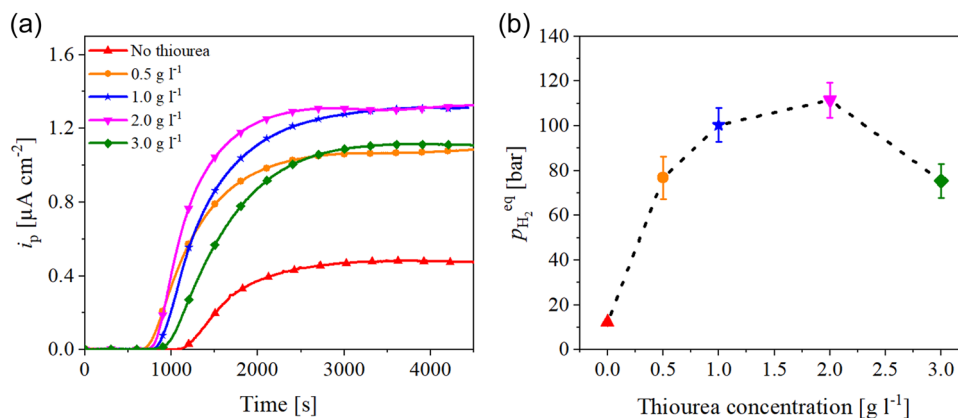 (a)
1.6
1.2
0.8
0.4
0.0
i_p [µA cm⁻²]
No thiourea
0.5 g l⁻¹
1.0 g l⁻¹
2.0 g l⁻¹
3.0 g l⁻¹
0 1000 2000 3000 4000
Time [s]
(b)
140
120
100
80
60
40
20
0
p_H₂^eq [bar]
0.0 0.5 1.0 1.5 2.0 2.5 3.0
Thiourea concentration [g l⁻¹]